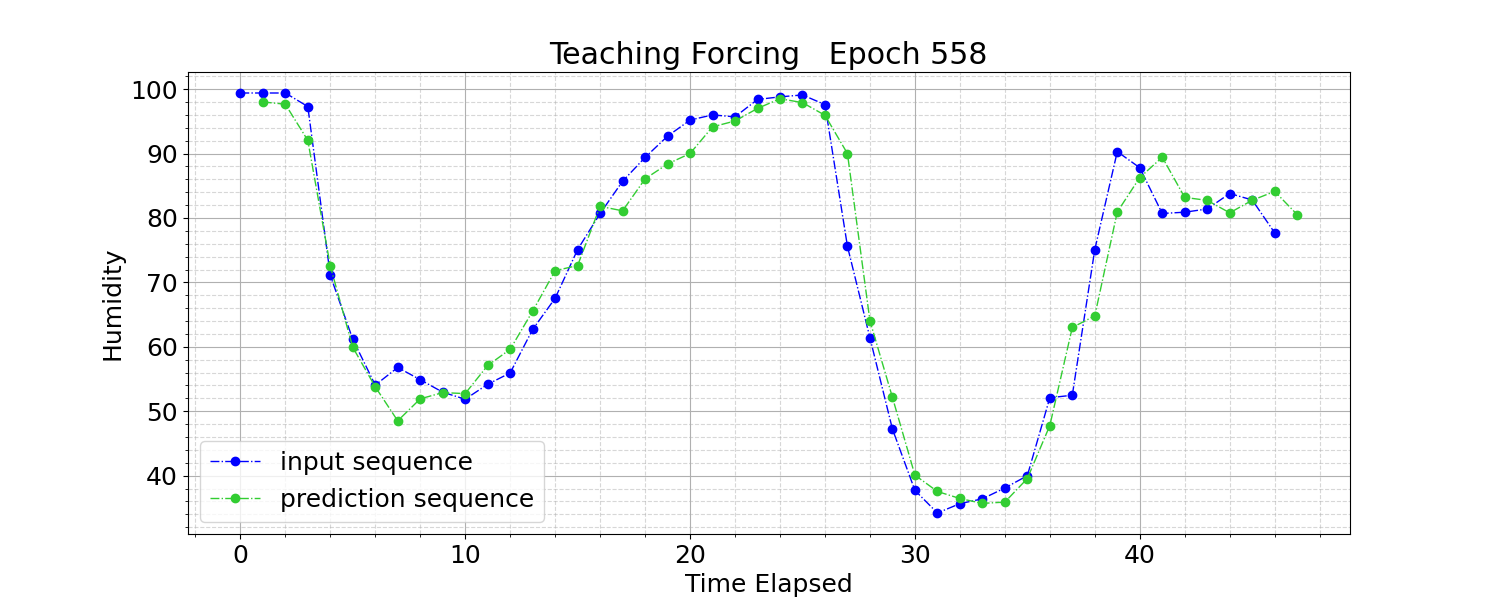 Teaching Forcing   Epoch 558
100
90
80
70
60
50
40
Humidity
input sequence
prediction sequence
0 10 20 30 40
Time Elapsed